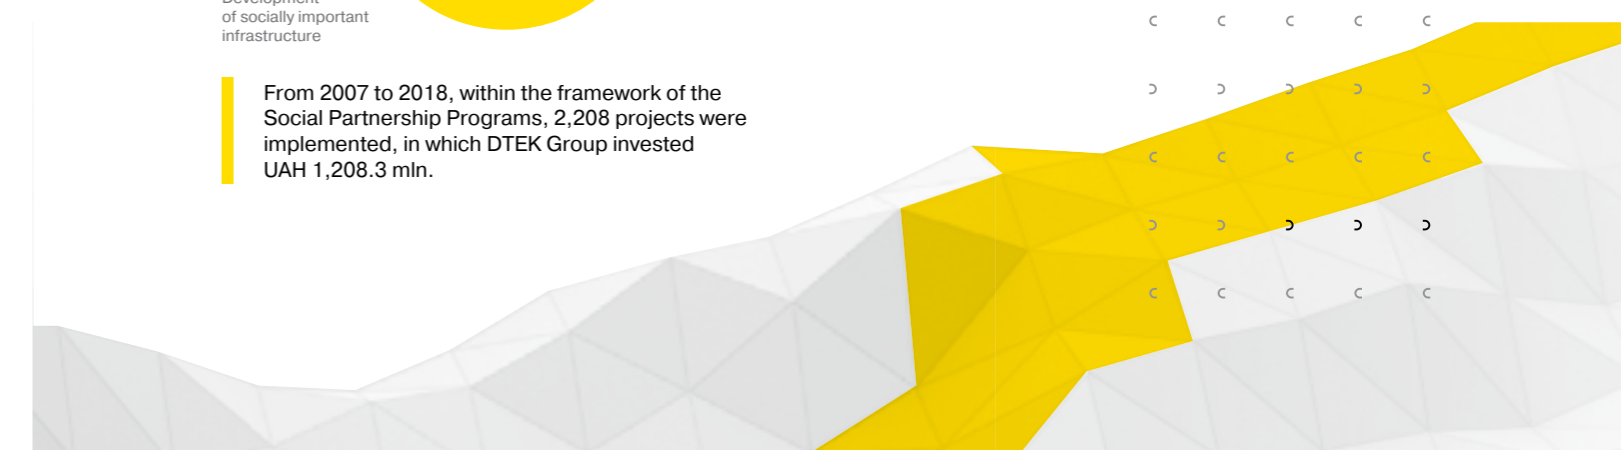 Development
of socially important
infrastructure
From 2007 to 2018, within the framework of the
Social Partnership Programs, 2,208 projects were
implemented, in which DTEK Group invested
UAH 1,208.3 mln.